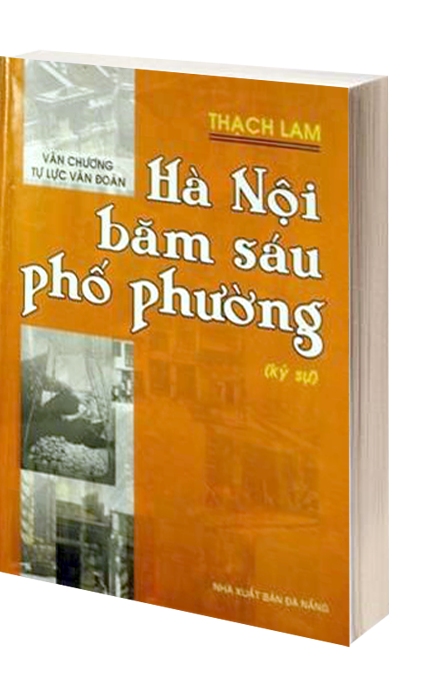 THẠCH LAM
VĂN CHƯƠNG
TỰ LỰC VĂN ĐOÀN
Hà Nội
băm sáu
phố phường
(ký sự)
NHÀ XUẤT BẢN ĐÀ NẴNG